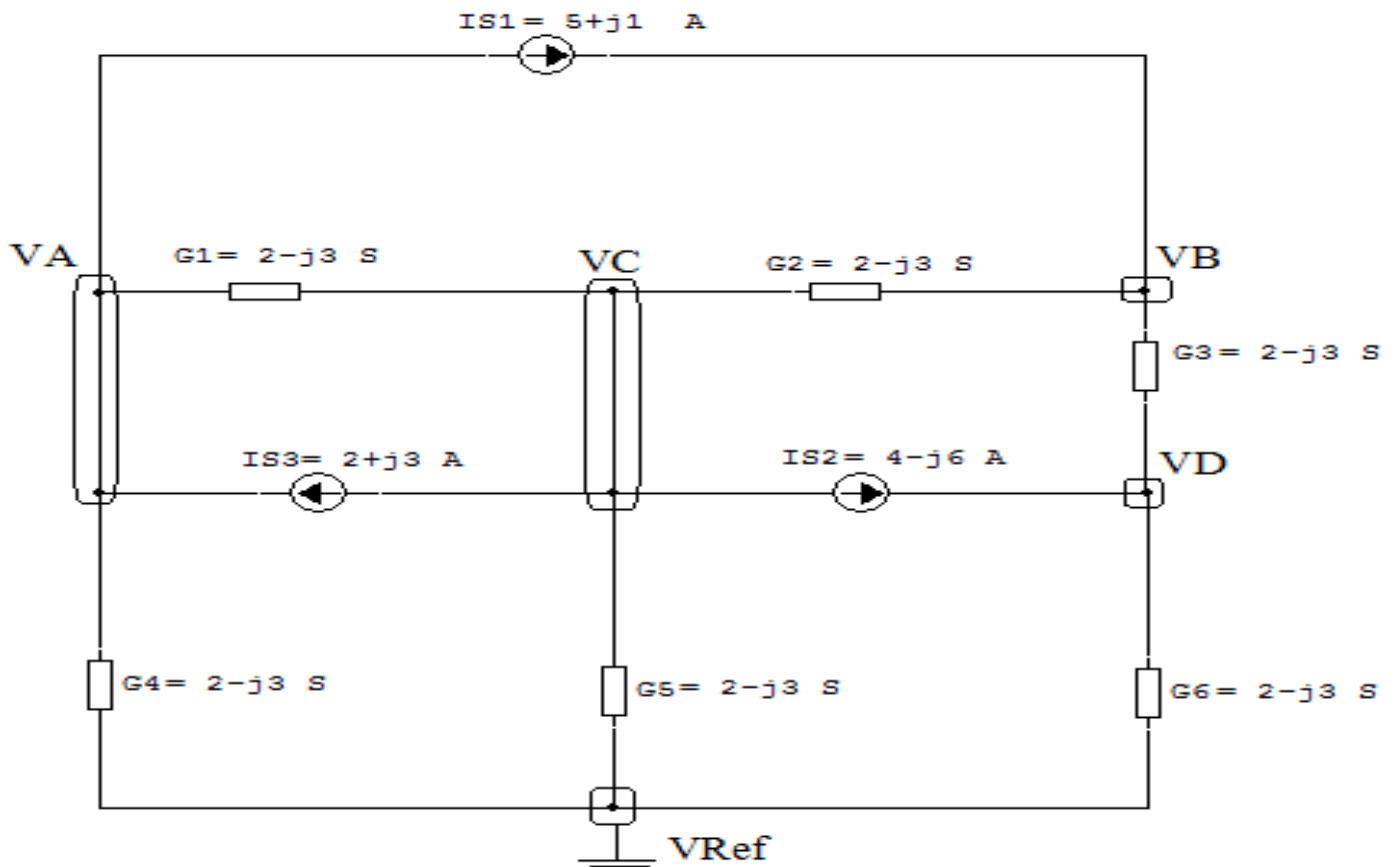 IS1= 5+j1 A
VA
G1= 2-j3 S
VC
G2= 2-j3 S
VB
G3= 2-j3 S
IS3= 2+j3 A
IS2= 4-j6 A
VD
G4= 2-j3 S
G5= 2-j3 S
G6= 2-j3 S
VRef